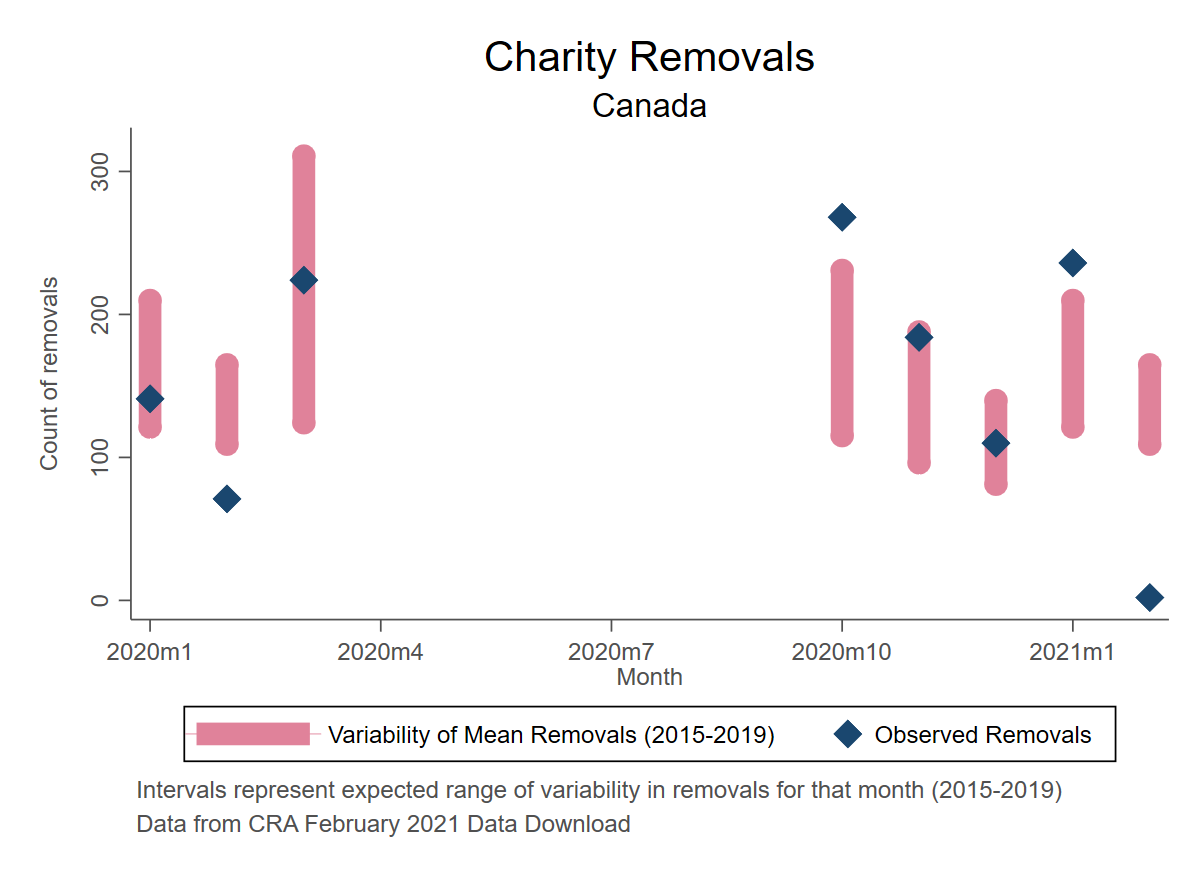 Charity Removals
Canada
Count of removals
300
200
100
0
2020m1 2020m4 2020m7 2020m10 2021m1
Month
Variability of Mean Removals (2015-2019) Observed Removals
Intervals represent expected range of variability in removals for that month (2015-2019)
Data from CRA February 2021 Data Download